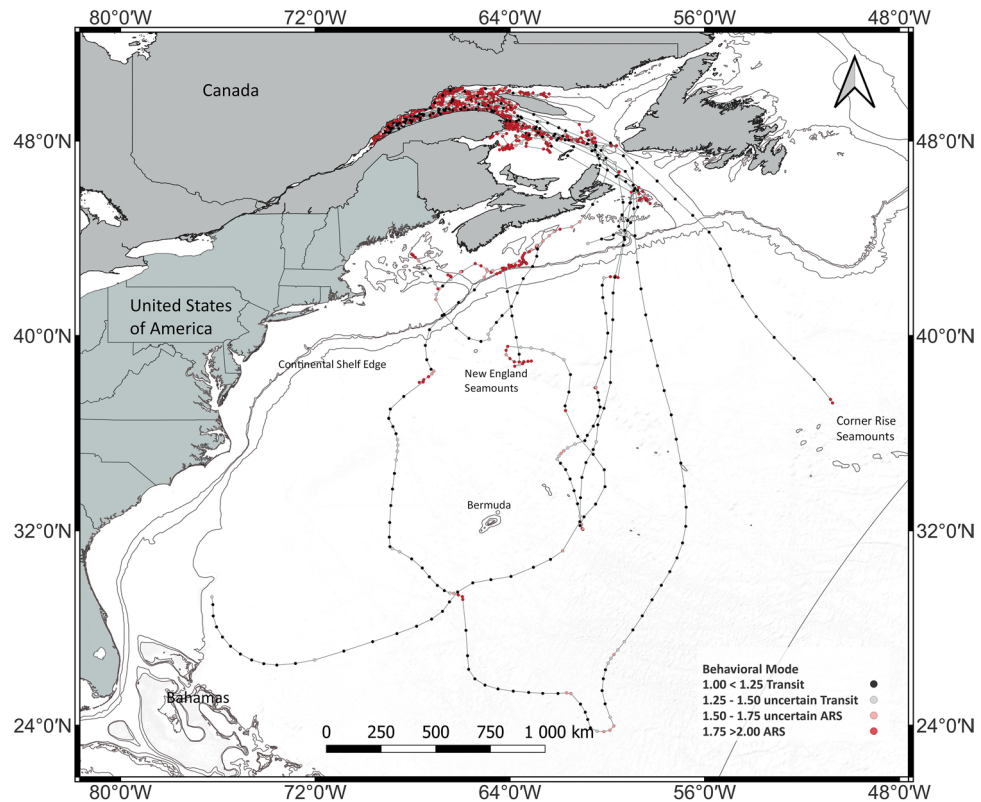 80°0′W 72°0′W 64°0′W 56°0′W 48°0′W
Canada
48°0′N 48°0′N
United States
of America
40°0′N 40°0′N
Continental Shelf Edge
New England
Seamounts
Corner Rise
Seamounts
Bermuda
32°0′N 32°0′N
Behavioral Mode
1.00 < 1.25 Transit
1.25 - 1.50 uncertain Transit
1.50 - 1.75 uncertain ARS
1.75 >2.00 ARS
Bahamas
24°0′N 24°0′N
0 250 500 750 1 000 km
80°0′W 72°0′W 64°0′W 56°0′W 48°0′W